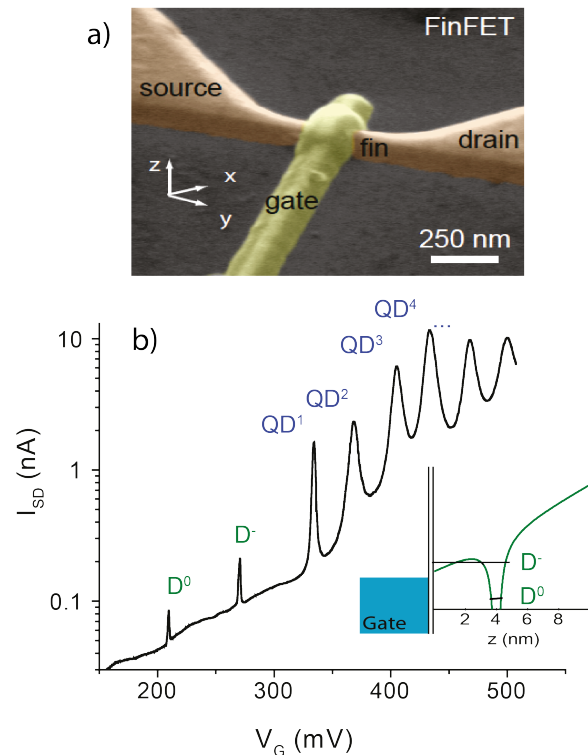 a)
FinFET
source
drain
fin
z
x
y
gate
250 nm
b)
QD⁴
...
QD³
QD²
QD¹
D⁻
D⁰
10
1
0.1
I_SD (nA)
200
300
400
500
V_G (mV)
D⁻
D⁰
Gate
0 2 4 6 8
z (nm)